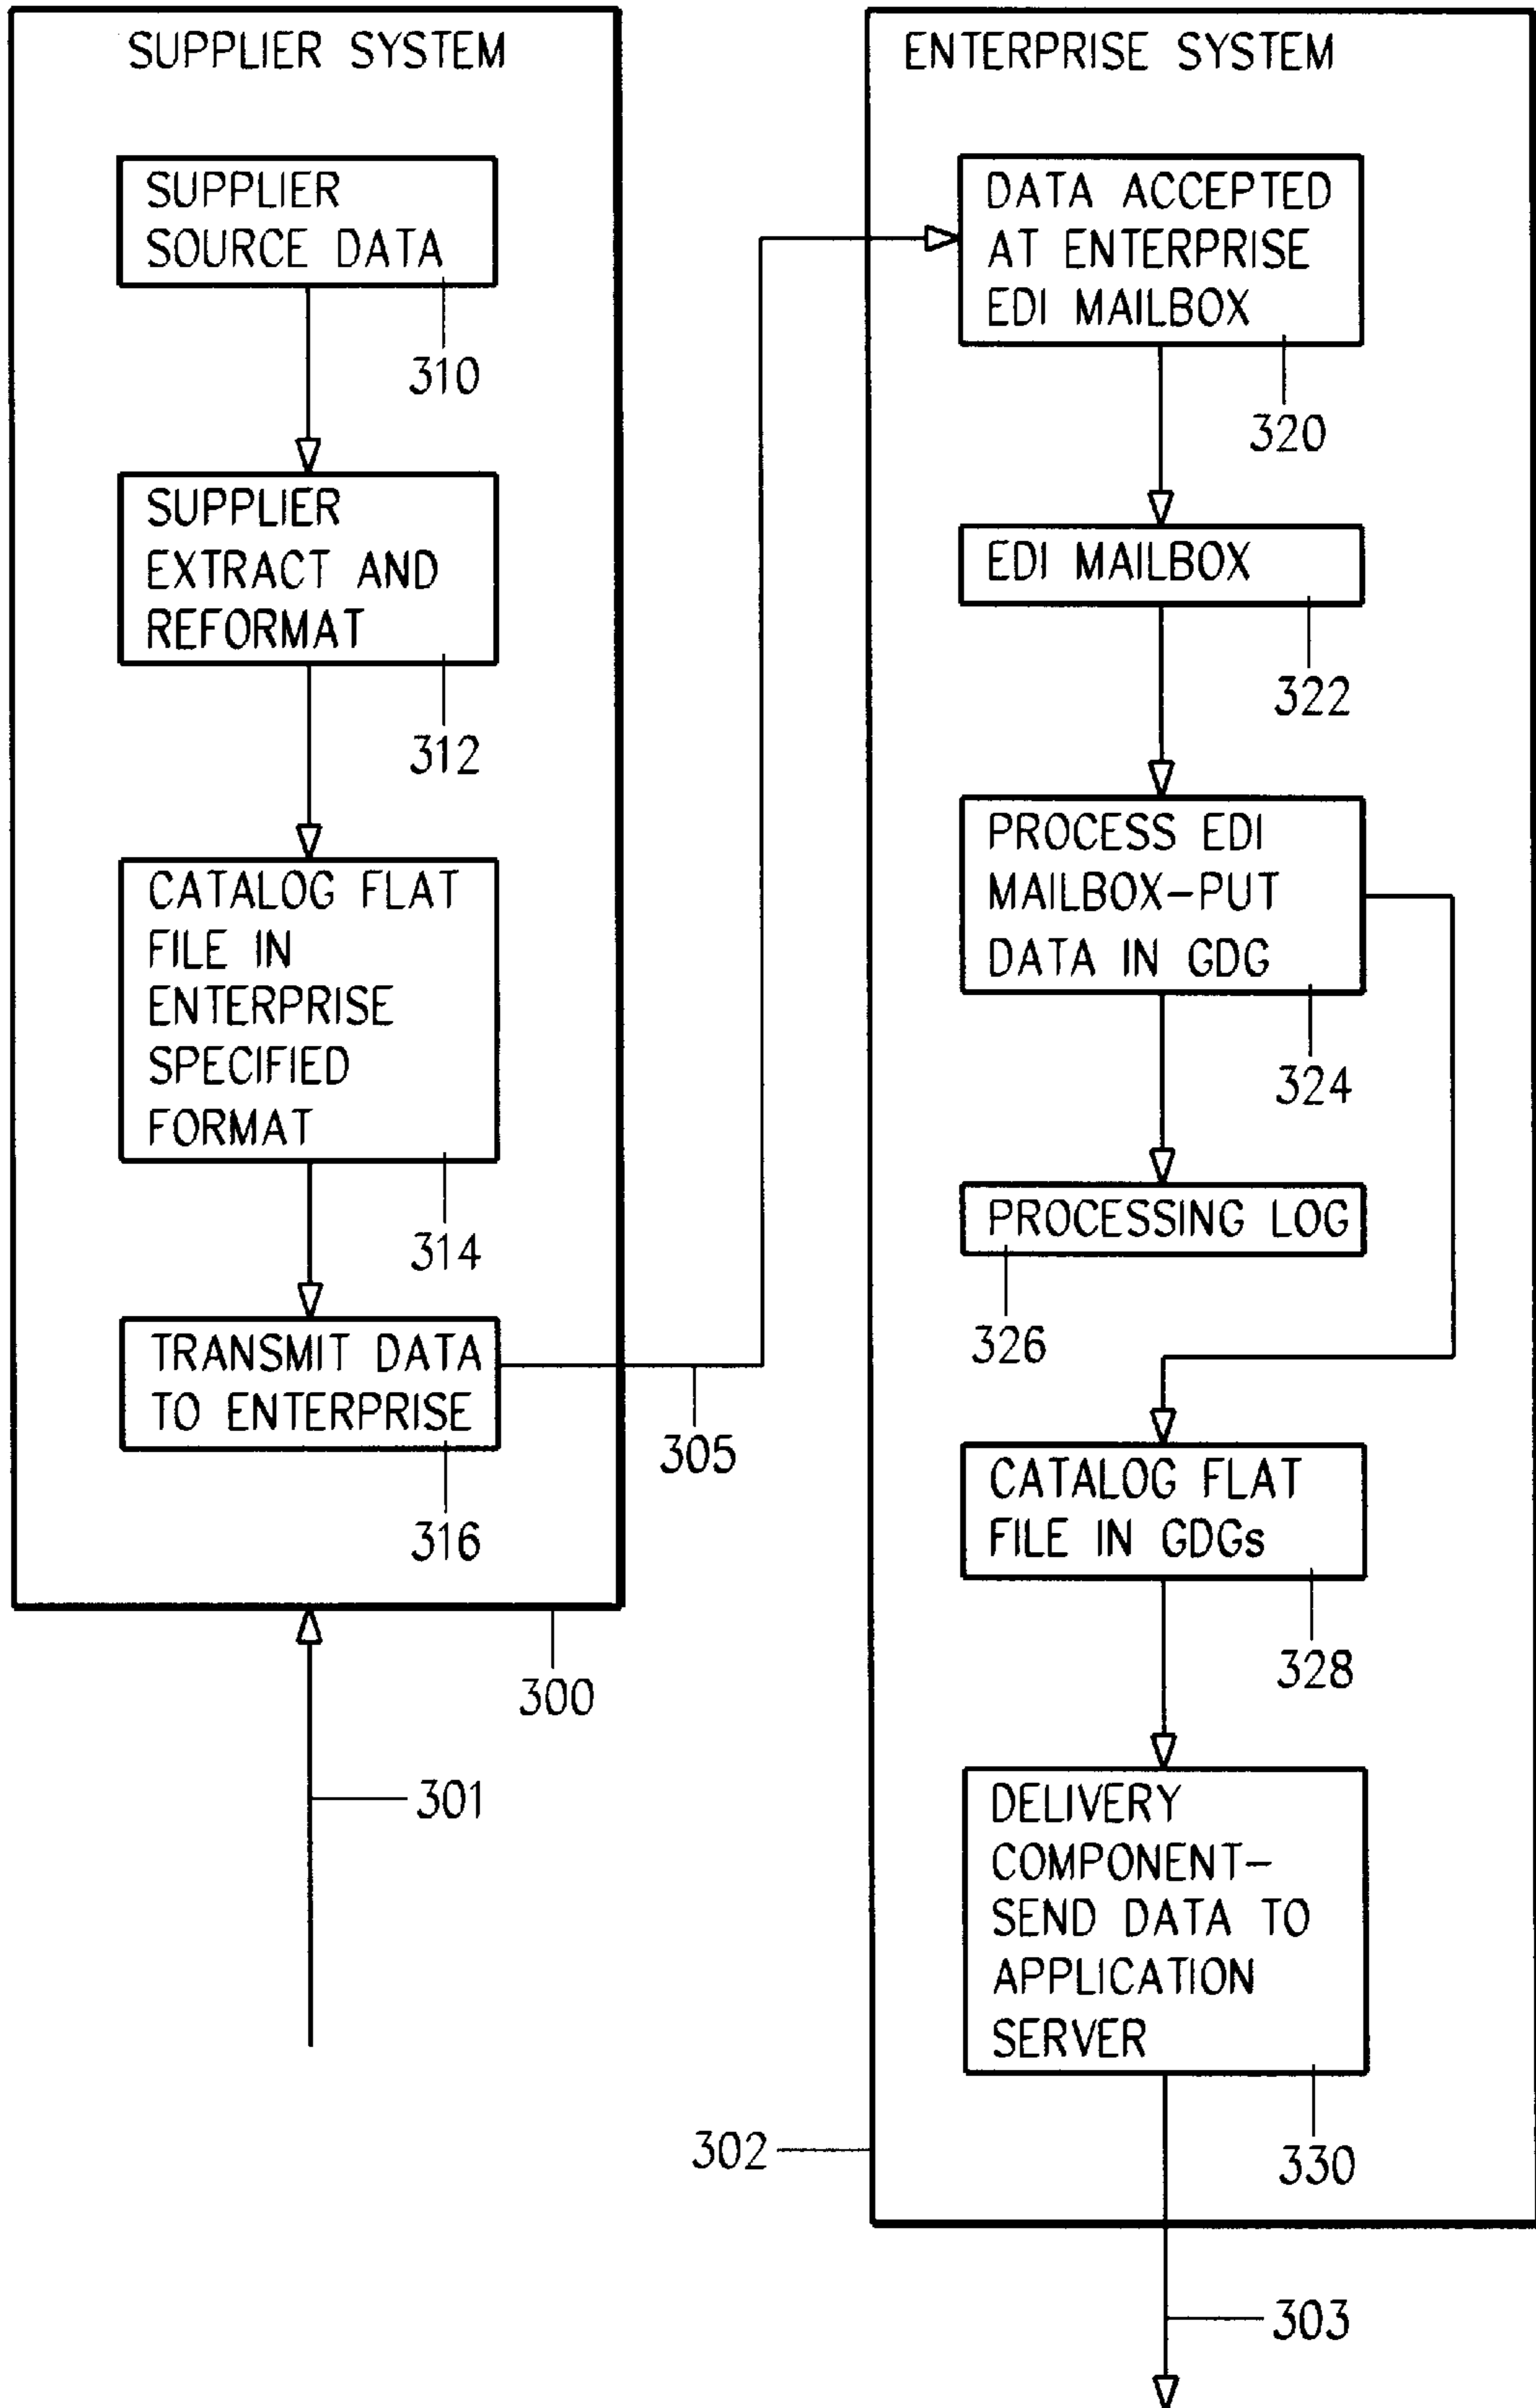 SUPPLIER SYSTEM
SUPPLIER
SOURCE DATA
310
SUPPLIER
EXTRACT AND
REFORMAT
312
CATALOG FLAT
FILE IN
ENTERPRISE
SPECIFIED
FORMAT
314
TRANSMIT DATA
TO ENTERPRISE
316
305
300
301
ENTERPRISE SYSTEM
DATA ACCEPTED
AT ENTERPRISE
EDI MAILBOX
320
EDI MAILBOX
322
PROCESS EDI
MAILBOX-PUT
DATA IN GDG
324
PROCESSING LOG
326
CATALOG FLAT
FILE IN GDGs
328
DELIVERY
COMPONENT-
SEND DATA TO
APPLICATION
SERVER
330
302
303